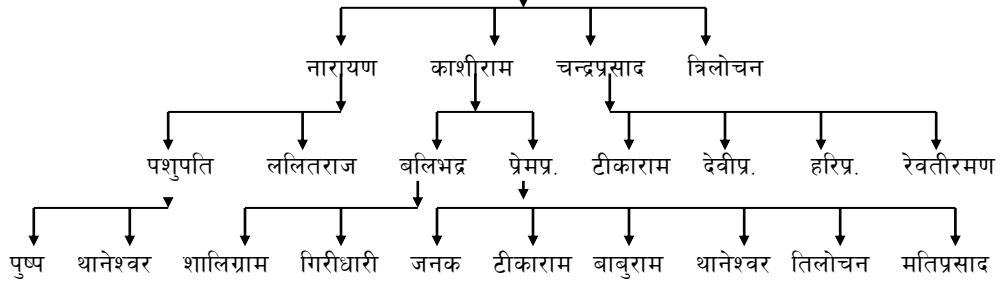 नारायण काशीराम चन्द्रप्रसाद त्रिलोचन
पशुपति ललितराज बलिभद्र प्रेमप्र. टीकाराम देवीप्र. हरिप्र. रेवतीरमण
पुष्प थानेश्वर शालिग्राम गिरीधारी जनक टीकाराम बाबुराम थानेश्वर तिलोचन मतिप्रसाद